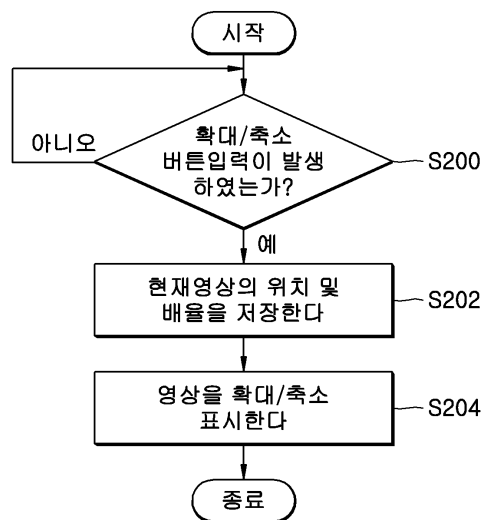 시작
아니오
확대/축소
버튼입력이 발생
하였는가?
S200
예
현재영상의 위치 및
배율을 저장한다
S202
영상을 확대/축소
표시한다
S204
종료